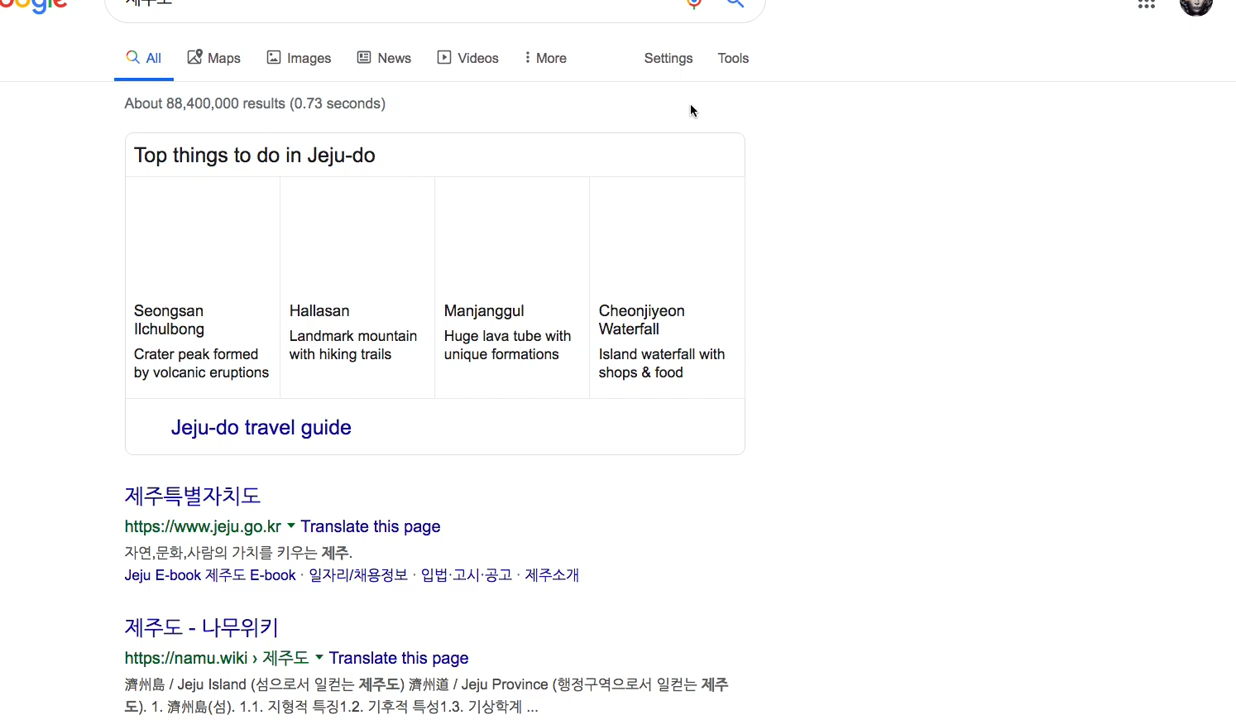 제주도
All Maps Images News Videos More Settings Tools
About 88,400,000 results (0.73 seconds)
Top things to do in Jeju-do
Seongsan
Ilchulbong
Crater peak formed
by volcanic eruptions
Hallasan
Landmark mountain
with hiking trails
Manjanggul
Huge lava tube with
unique formations
Cheonjiyeon
Waterfall
Island waterfall with
shops & food
Jeju-do travel guide
제주특별자치도
https://www.jeju.go.kr Translate this page
자연,문화,사람의 가치를 키우는 제주.
Jeju E-book 제주도 E-book · 일자리/채용정보 · 입법·고시·공고 · 제주소개
제주도 - 나무위키
https://namu.wiki › 제주도 Translate this page
濟州島 / Jeju Island (섬으로서 일컫는 제주도) 濟州道 / Jeju Province (행정구역으로서 일컫는 제주
도). 1. 濟州島(섬). 1.1. 지형적 특징1.2. 기후적 특성1.3. 기상학계 ...